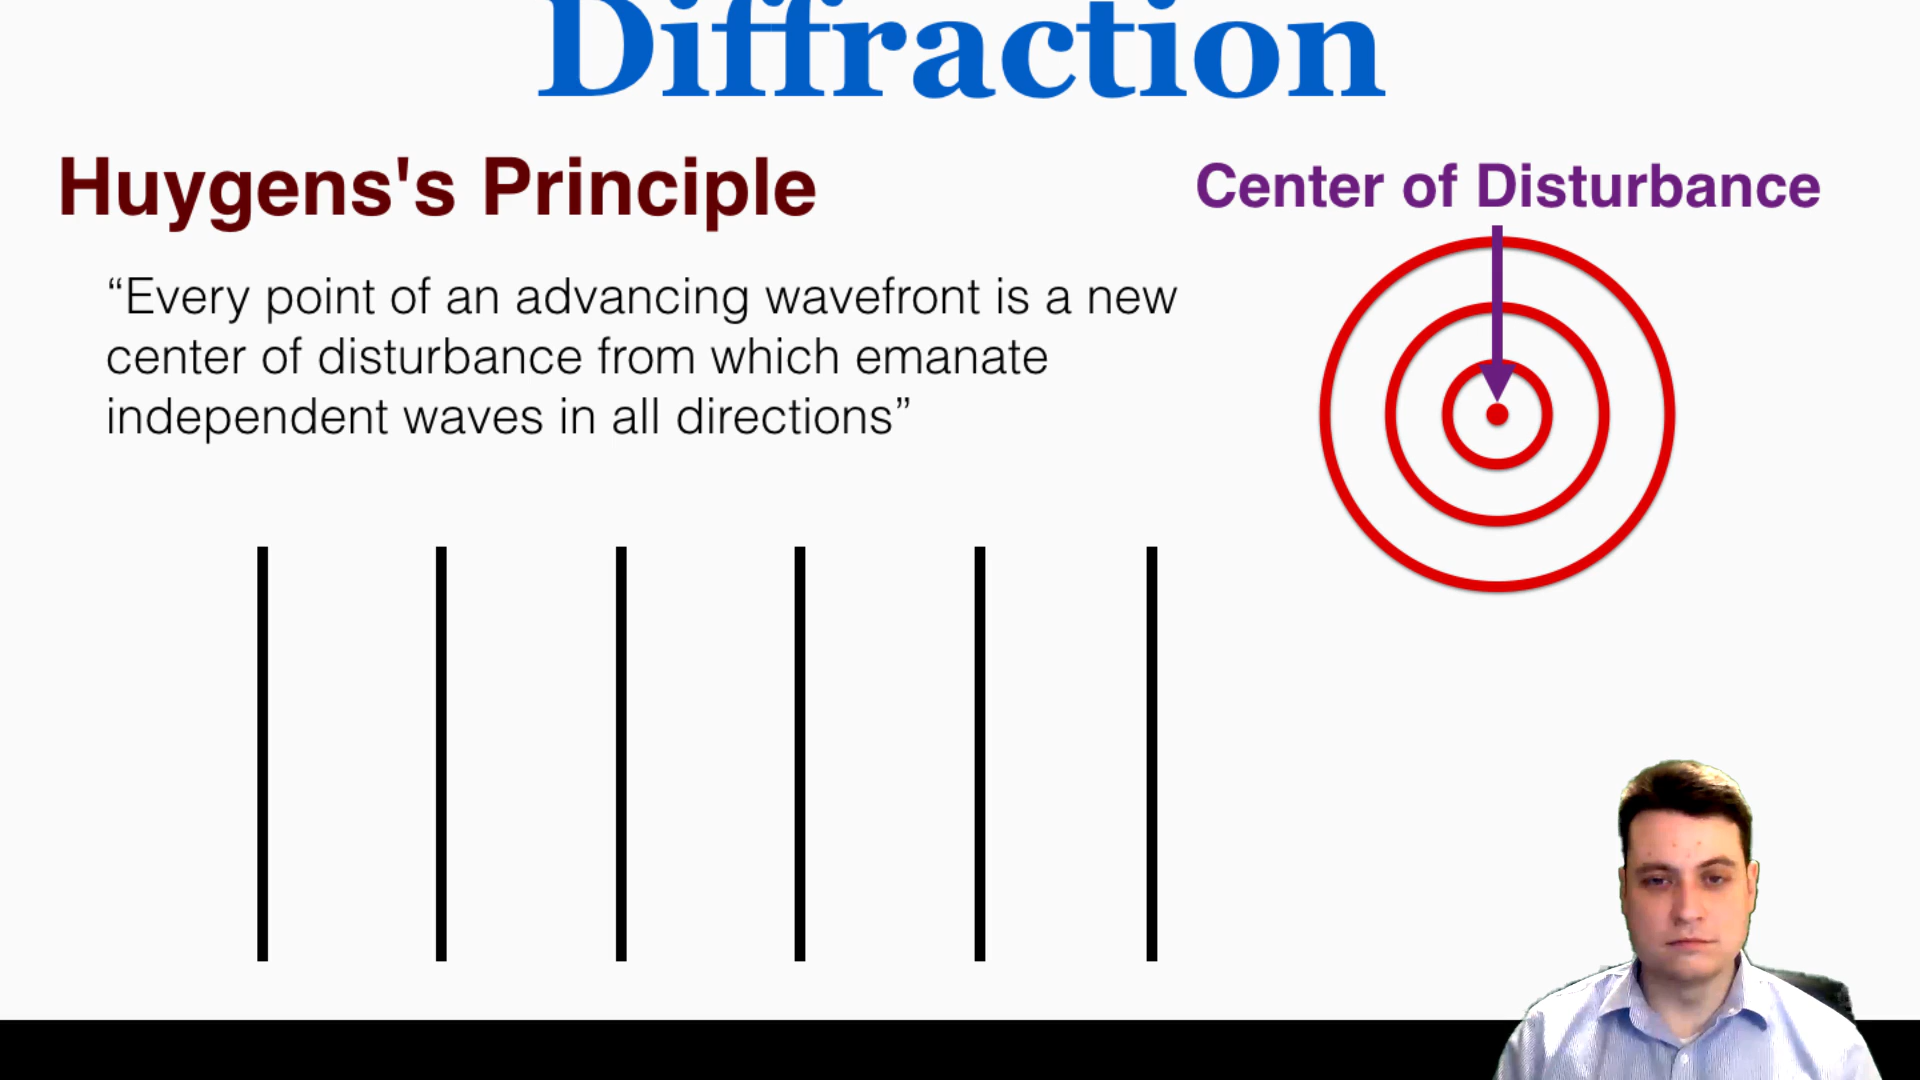 Diffraction
Huygens's Principle
Center of Disturbance
“Every point of an advancing wavefront is a new
center of disturbance from which emanate
independent waves in all directions”